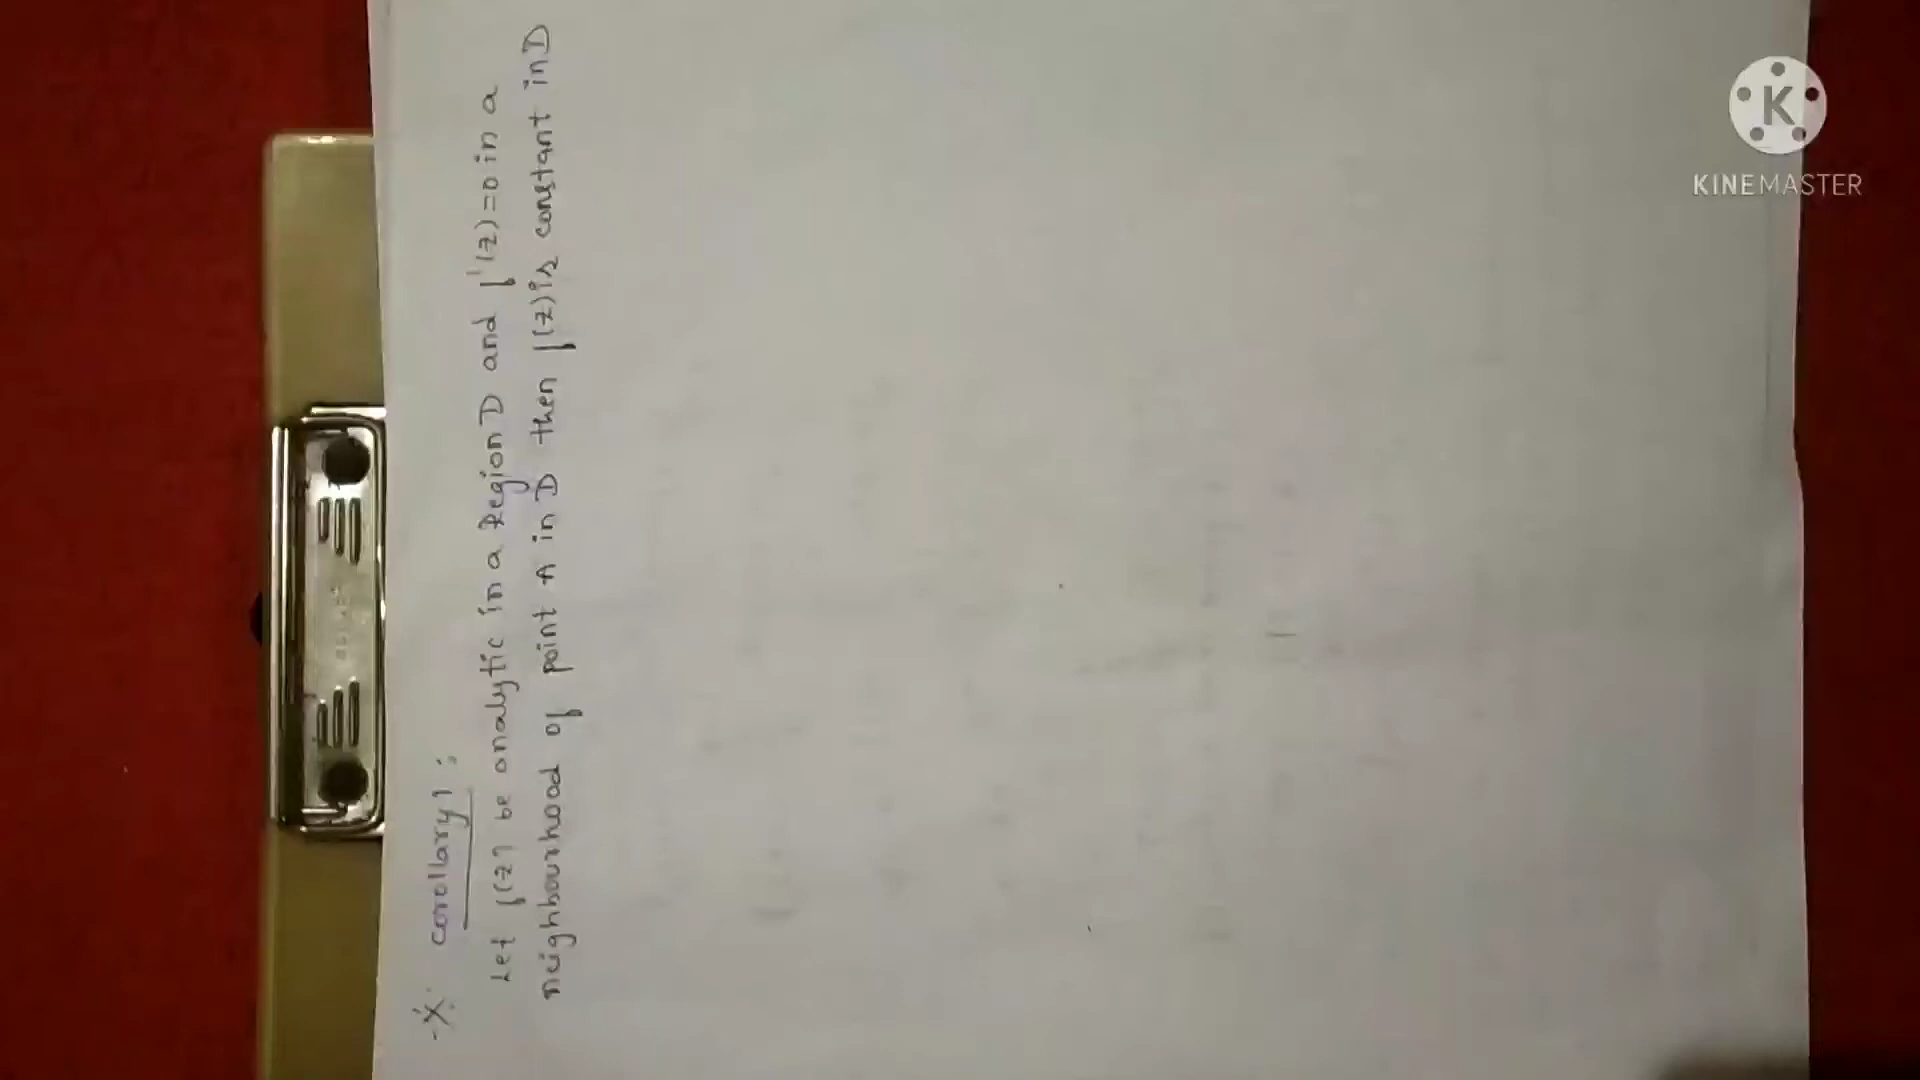 corollary 1 :
Let f(z) be analytic in a Region D and f'(z)=0 in a
neighbourhood of point A in D then f(z) is constant in D
K
KINEMASTER